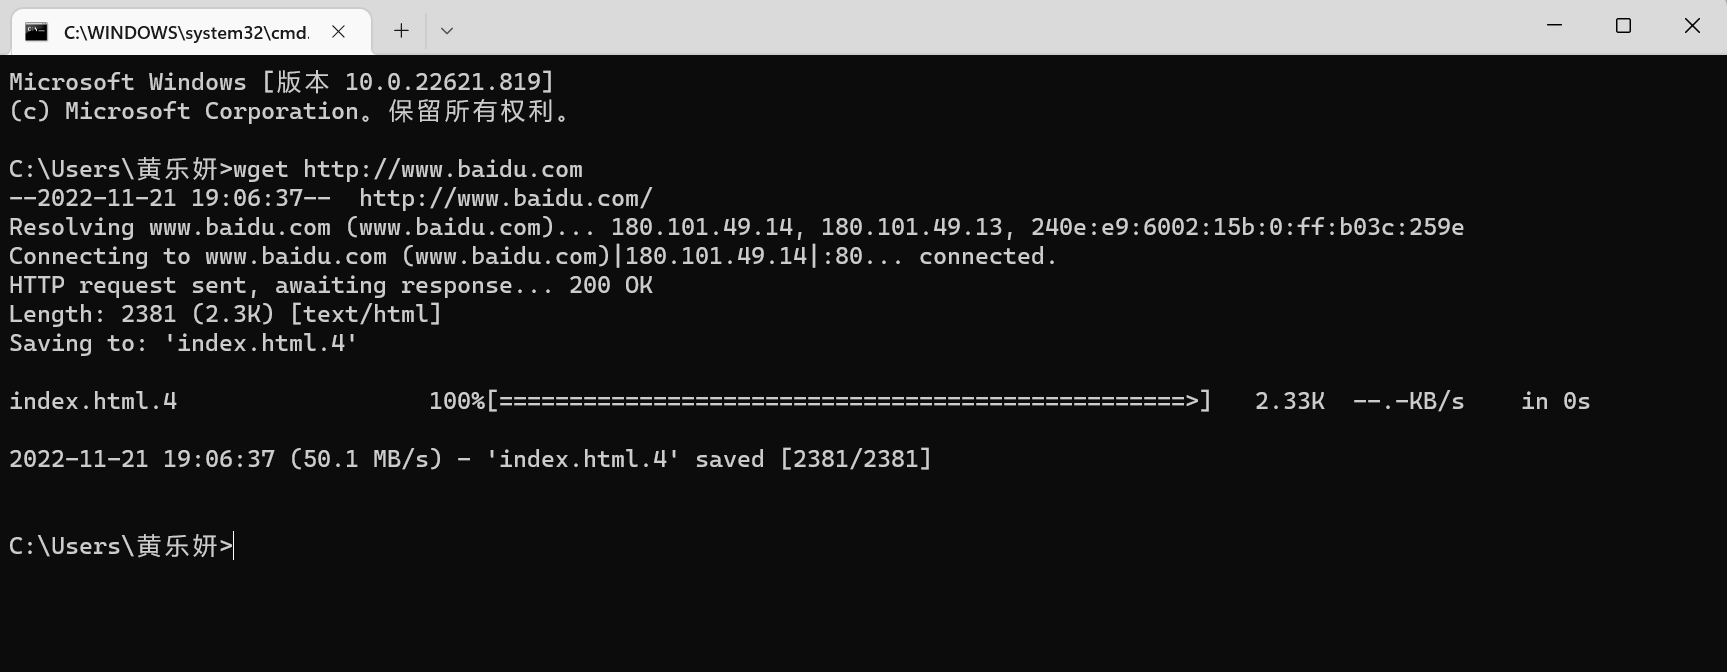 C:\WINDOWS\system32\cmd.
Microsoft Windows [版本 10.0.22621.819]
(c) Microsoft Corporation。保留所有权利。
C:\Users\黄乐妍>wget http://www.baidu.com
--2022-11-21 19:06:37--  http://www.baidu.com/
Resolving www.baidu.com (www.baidu.com)... 180.101.49.14, 180.101.49.13, 240e:e9:6002:15b:0:ff:b03c:259e
Connecting to www.baidu.com (www.baidu.com)|180.101.49.14|:80... connected.
HTTP request sent, awaiting response... 200 OK
Length: 2381 (2.3K) [text/html]
Saving to: 'index.html.4'
index.html.4                  100%[=================================================>]   2.33K  --.-KB/s    in 0s
2022-11-21 19:06:37 (50.1 MB/s) - 'index.html.4' saved [2381/2381]
C:\Users\黄乐妍>